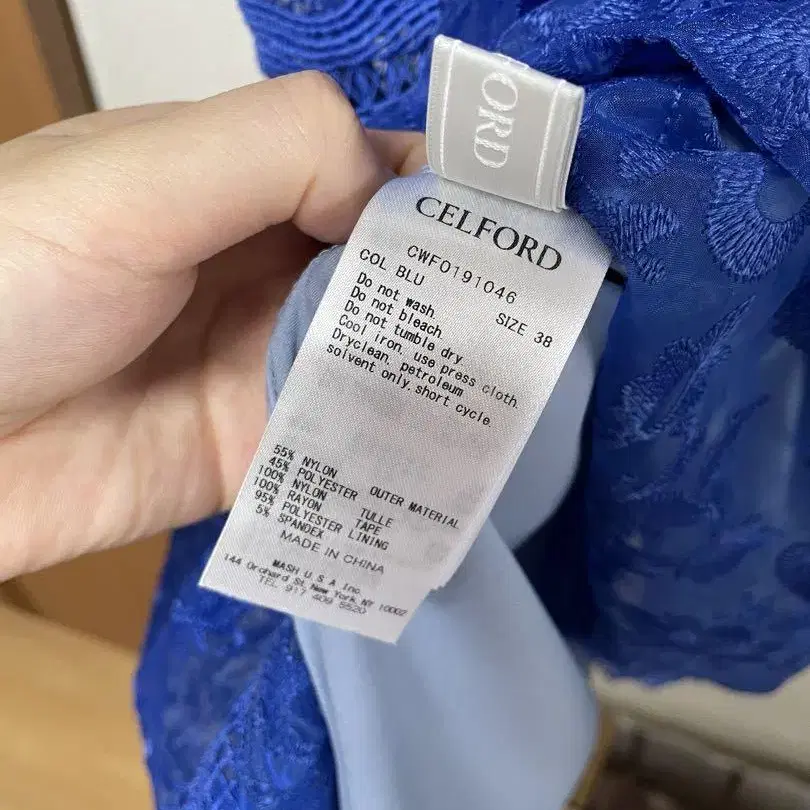 ORD
CELFORD
CWFO191046
COL BLU SIZE 38
Do not wash.
Do not bleach.
Do not tumble dry
Cool iron, use press cloth.
Dryclean, petroleum
solvent only, short cycle.
55% NYLON
45% POLYESTER OUTER MATERIAL
100% NYLON TULLE
100% RAYON TAPE
95% POLYESTER LINING
5% SPANDEX
MADE IN CHINA
MASH U.S.A Inc.
144 Orchard St, New York, NY 10002
TEL 917 409 5520